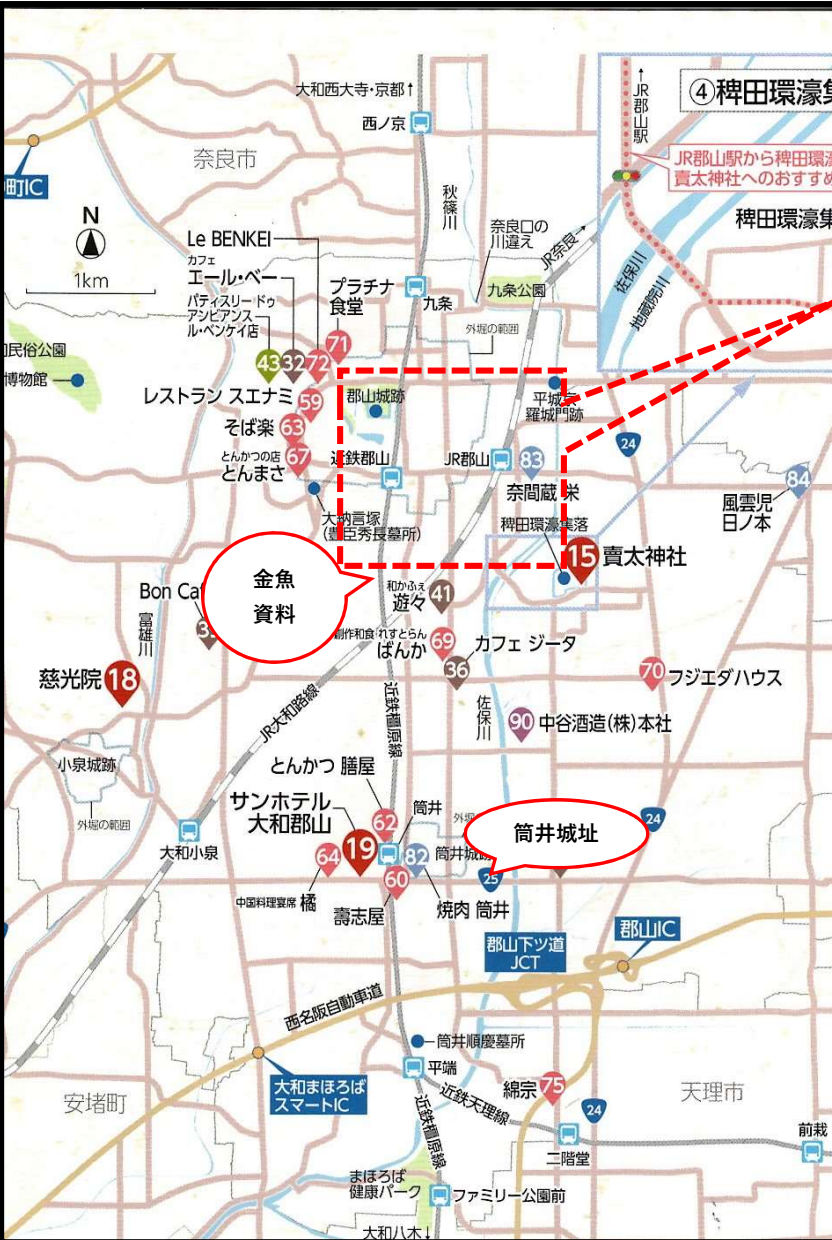 大和西大寺・京都↑
西ノ京
奈良市
町IC
秋篠川
N
1km
奈良口の
川違え
JR奈良→
↑JR郡山駅
④稗田環濠集
JR郡山駅から稗田環濠
賣太神社へのおすすめ
稗田環濠集
佐保川
地蔵院川
Le BENKEI
カフェ
エール・ベー
パティスリー・ドゥ
アンビアンス
ル・ベンケイ店
プラチナ
食堂
九条
九条公園
外堀の範囲
民俗公園
博物館
43
32
72
71
レストラン スエナミ
59
そば楽
63
とんかつの店
とんまさ
67
郡山城跡
近鉄郡山
JR郡山
平城京
羅城門跡
24
83
奈間蔵 栄
84
風雲児
日ノ本
大納言塚
(豊臣秀長墓所)
稗田環濠集落
15
賣太神社
金魚
資料
和かふぇ
遊々
41
Bon Ca
富雄川
創作和食 れすとらん
ばんか
69
36
カフェ ジータ
慈光院
18
70
フジエダハウス
JR大和路線
近鉄橿原線
佐保川
90
中谷酒造(株)本社
小泉城跡
外堀の範囲
とんかつ 膳屋
サンホテル
大和郡山
62
筒井
筒井城址
24
大和小泉
64
19
82
筒井城跡
25
中国料理宴席 橘
60
壽志屋
焼肉 筒井
郡山下ツ道
JCT
郡山IC
西名阪自動車道
筒井順慶墓所
平端
大和まほろば
スマートIC
安堵町
綿宗
75
天理市
近鉄天理線
24
近鉄橿原線
二階堂
前栽
まほろば
健康パーク
ファミリー公園前
大和八木↓